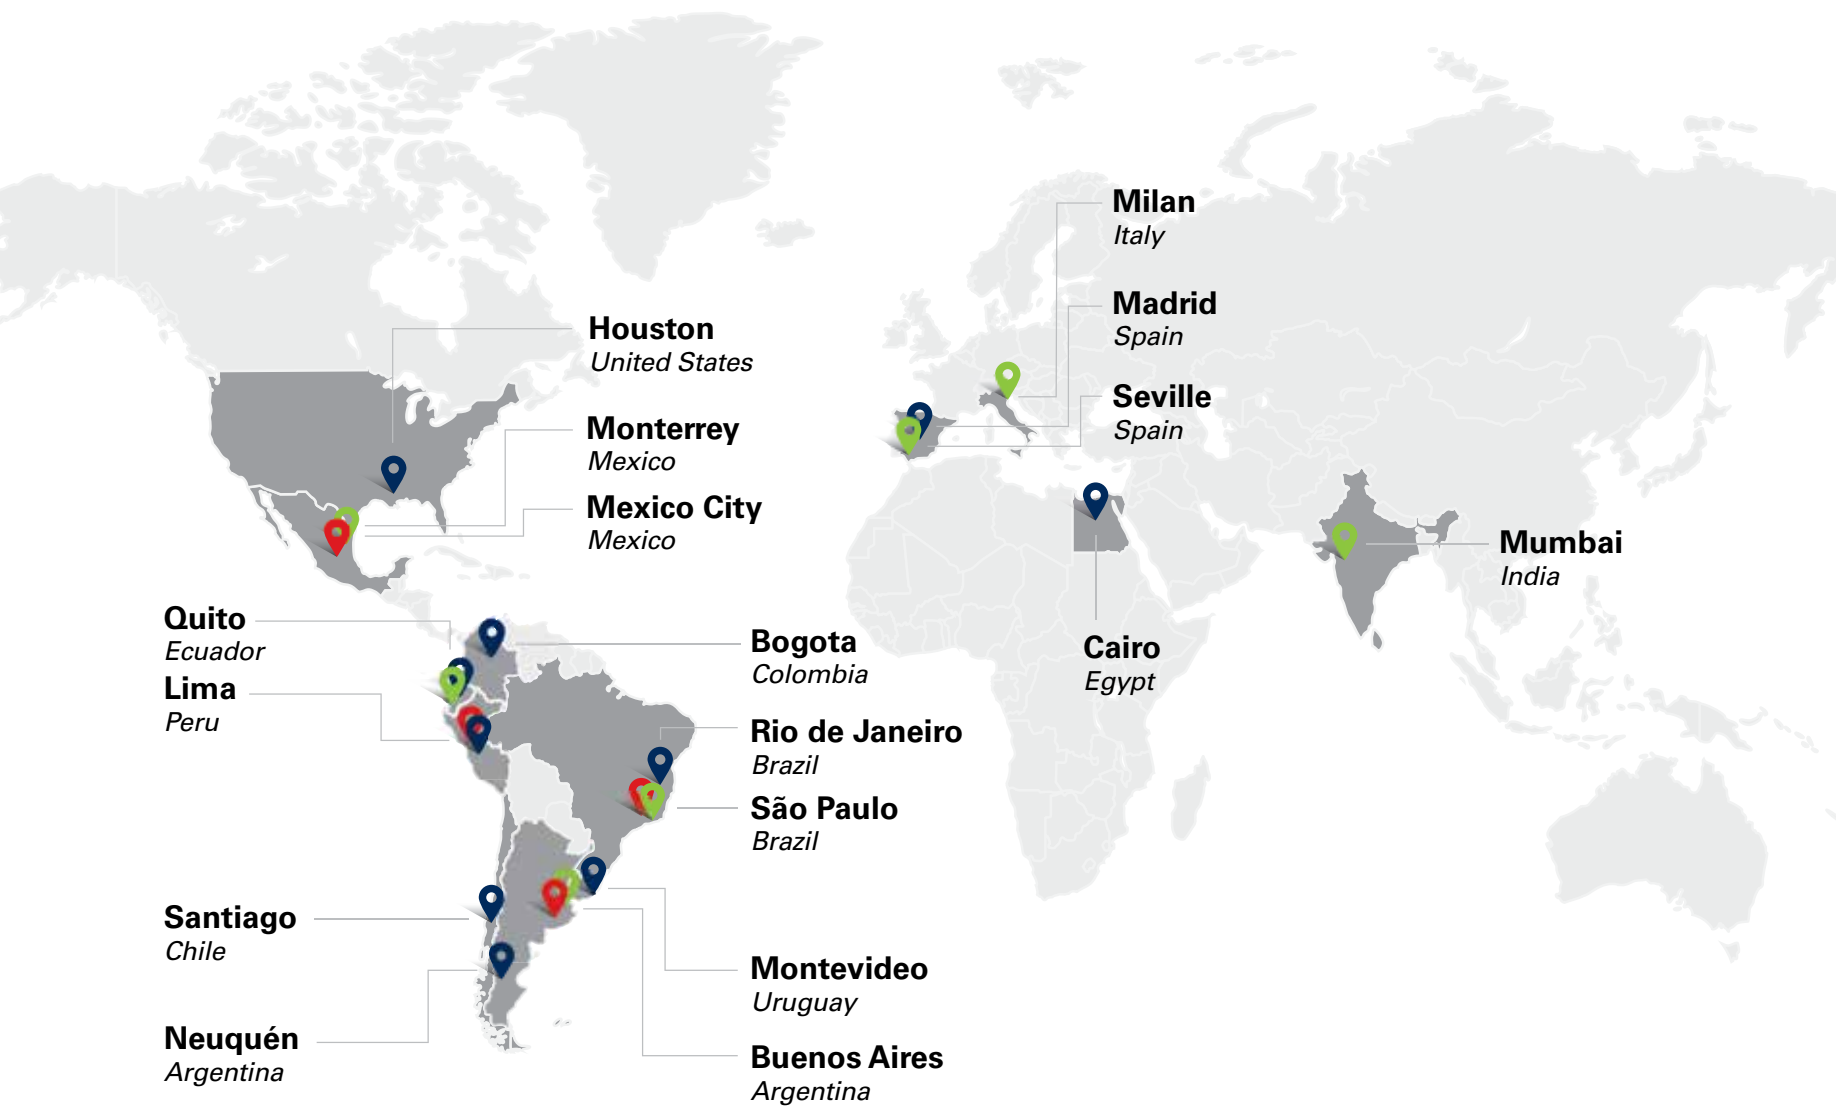 Milan
Italy
Madrid
Spain
Houston
United States
Seville
Spain
Monterrey
Mexico
Mexico City
Mexico
Mumbai
India
Quito
Ecuador
Bogota
Colombia
Cairo
Egypt
Lima
Peru
Rio de Janeiro
Brazil
São Paulo
Brazil
Santiago
Chile
Montevideo
Uruguay
Neuquén
Argentina
Buenos Aires
Argentina